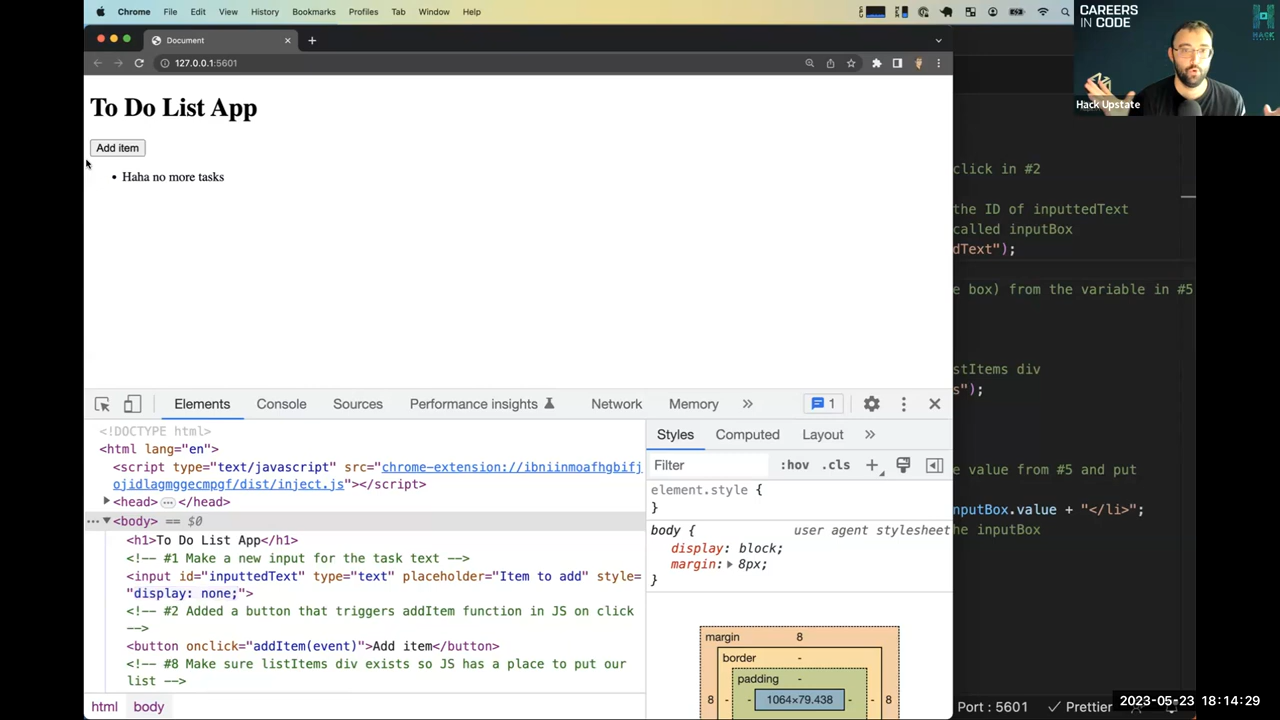 Chrome File Edit View History Bookmarks Profiles Tab Window Help
CAREERS
IN CODE
HACK
Hack Upstate
Document
127.0.0.1:5601
To Do List App
Add item
• Haha no more tasks
click in #2
the ID of inputtedText
called inputBox
dText");
e box) from the variable in #5
stItems div
s");
e value from #5 and put
nputBox.value + "</li>";
he inputBox
Elements Console Sources Performance insights Network Memory » 1
<!DOCTYPE html>
<html lang="en">
<script type="text/javascript" src="chrome-extension://ibniinmoafhgbifj
ojidlagmggecmpgf/dist/inject.js"></script>
<head> … </head>
<body> == $0
<h1>To Do List App</h1>
<!-- #1 Make a new input for the task text -->
<input id="inputtedText" type="text" placeholder="Item to add" style=
"display: none;">
<!-- #2 Added a button that triggers addItem function in JS on click
-->
<button onclick="addItem(event)">Add item</button>
<!-- #8 Make sure listItems div exists so JS has a place to put our
list -->
html body
Styles Computed Layout »
Filter :hov .cls +
element.style {
}
body { user agent stylesheet
display: block;
margin: 8px;
}
margin 8
border -
padding -
8 - - 1064×79.438 - - 8
Port : 5601 Prettier
2023-05-23 18:14:29